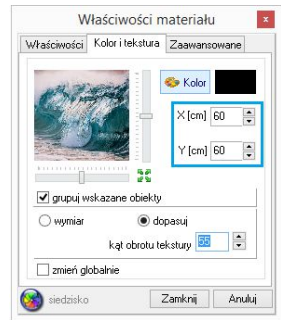 Właściwości materiału
x
Właściwości Kolor i tekstura Zaawansowane
Kolor
X [cm] 60
Y [cm] 60
grupuj wskazane obiekty
wymiar dopasuj
kąt obrotu tekstury 55
zmień globalnie
siedzisko Zamknij Anuluj